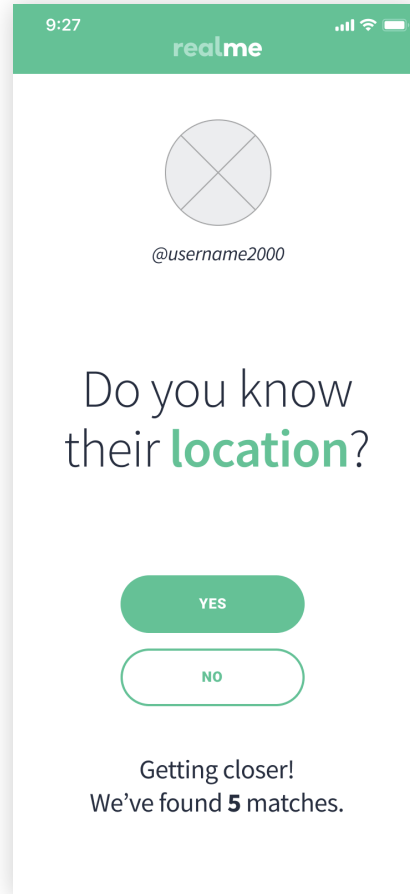 9:27
realme
@username2000
Do you know
their location?
YES
NO
Getting closer!
We’ve found 5 matches.